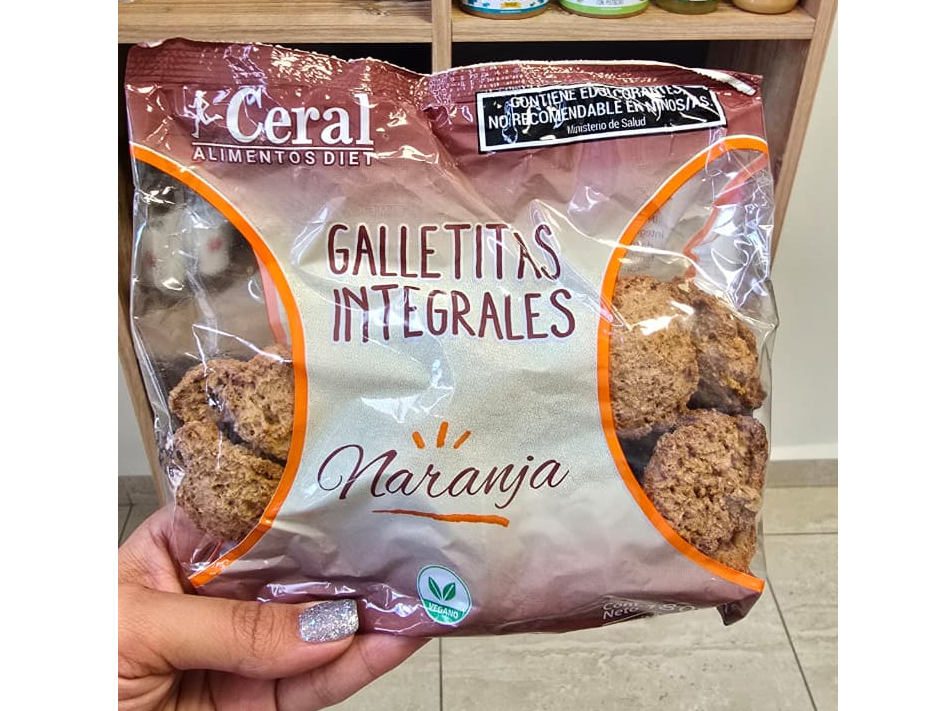 Ceral
ALIMENTOS DIET
CONTIENE EDULCORANTES,
NO RECOMENDABLE EN NIÑOS/AS.
Ministerio de Salud
GALLETITAS
INTEGRALES
Naranja
VEGANO